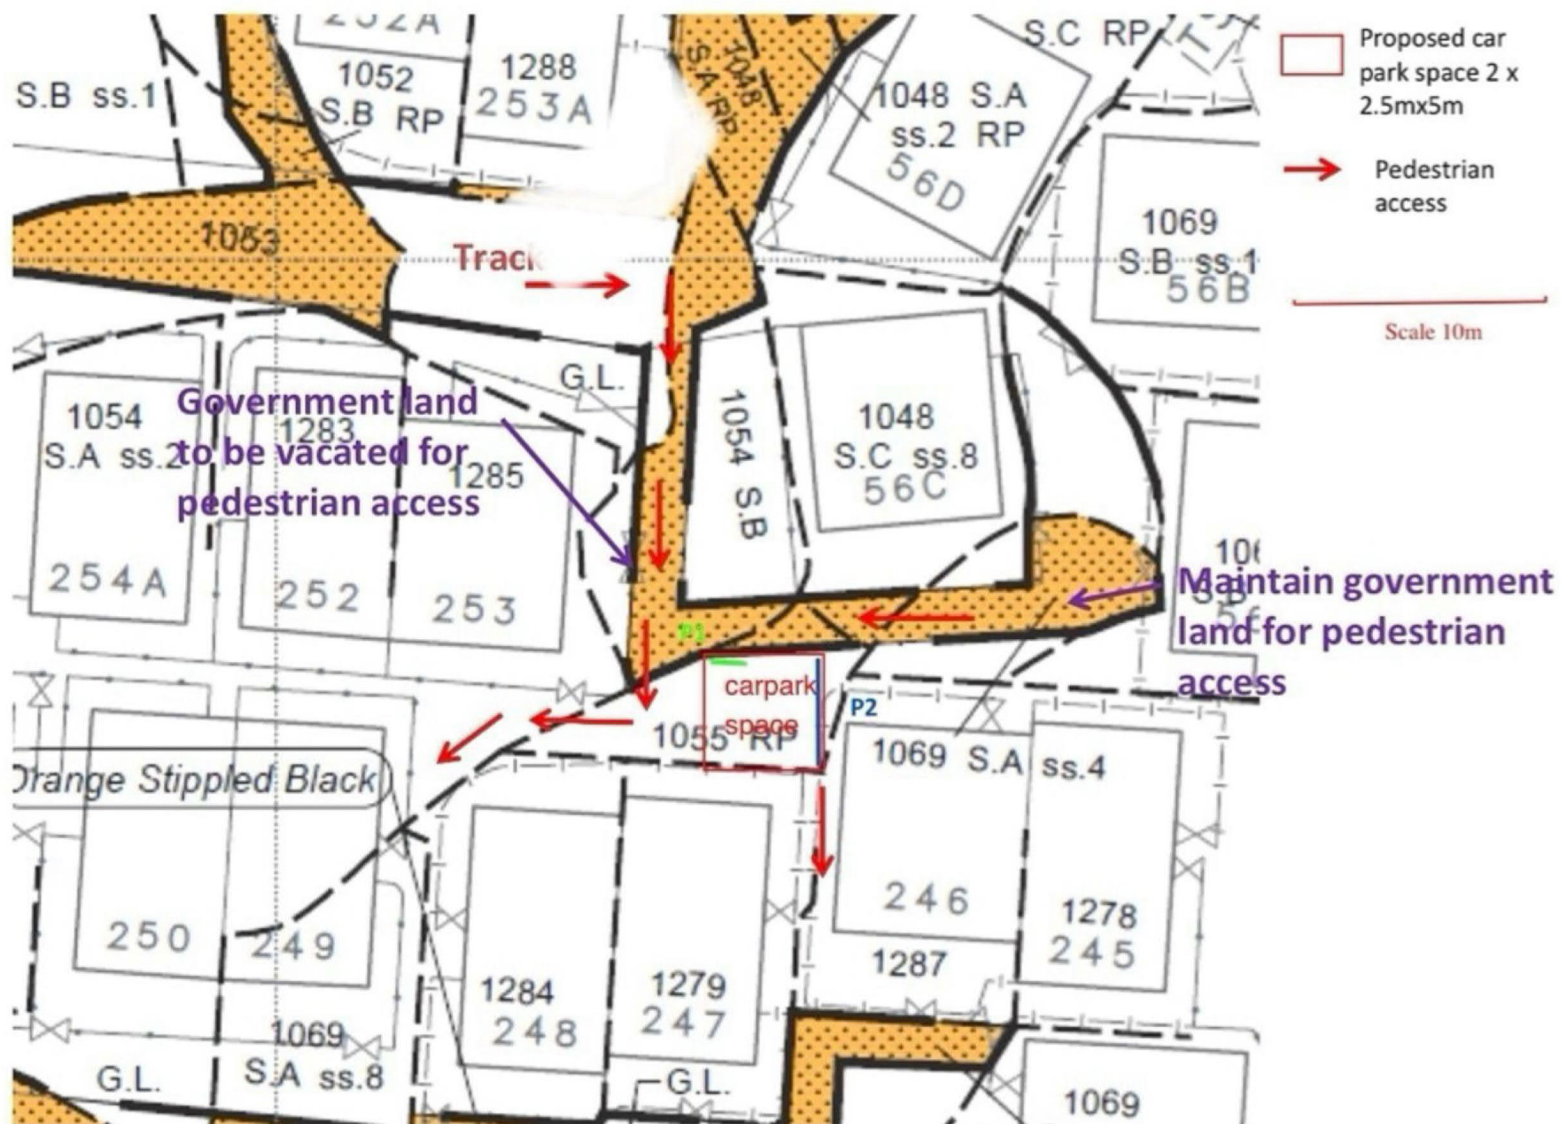 252A
S.C RP
Proposed car
park space 2 x
2.5mx5m
S.B ss.1
1052
S.B RP
1288
253A
1048
S.A RP
1048 S.A
ss.2 RP
56D
Pedestrian
access
1069
S.B ss.1
56B
1053
Track
Scale 10m
G.L.
1054
S.A ss.2
254A
Government land
to be vacated for
pedestrian access
1283
252
1285
253
1054 S.B
1048
S.C ss.8
56C
Maintain government
land for pedestrian
access
S.B
P1
carpark
space
P2
1055 RP
1069 S.A ss.4
Orange Stippled Black
250
249
246
1278
245
1287
1284
248
1279
247
1069
S.A ss.8
G.L.
G.L.
1069